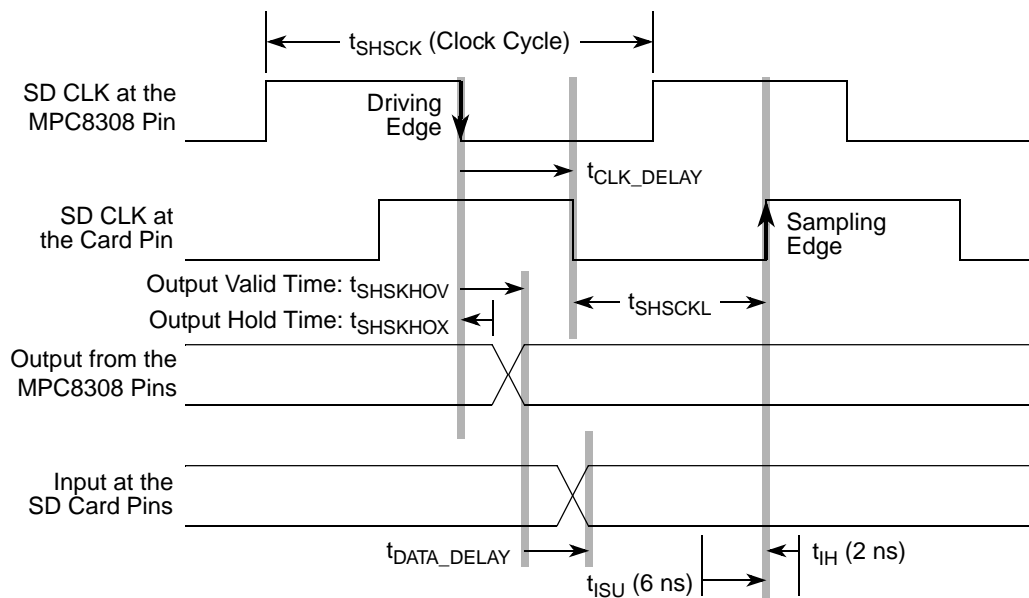 tSHSCK (Clock Cycle)
SD CLK at the
MPC8308 Pin
Driving
Edge
tCLK_DELAY
SD CLK at
the Card Pin
Sampling
Edge
Output Valid Time: tSHSKHOV
tSHSCKL
Output Hold Time: tSHSKHOX
Output from the
MPC8308 Pins
Input at the
SD Card Pins
tDATA_DELAY
tIH (2 ns)
tISU (6 ns)